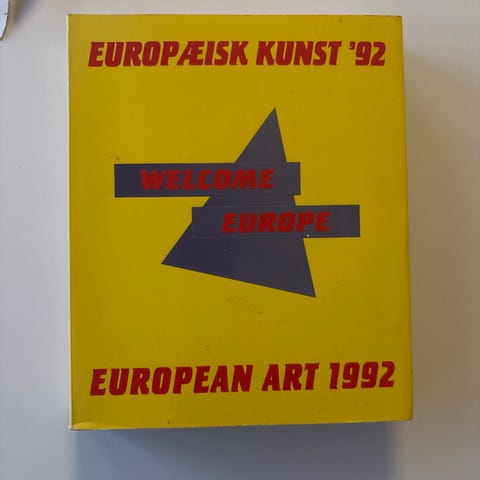 EUROPÆISK KUNST '92
WELCOME
EUROPE
EUROPEAN ART 1992